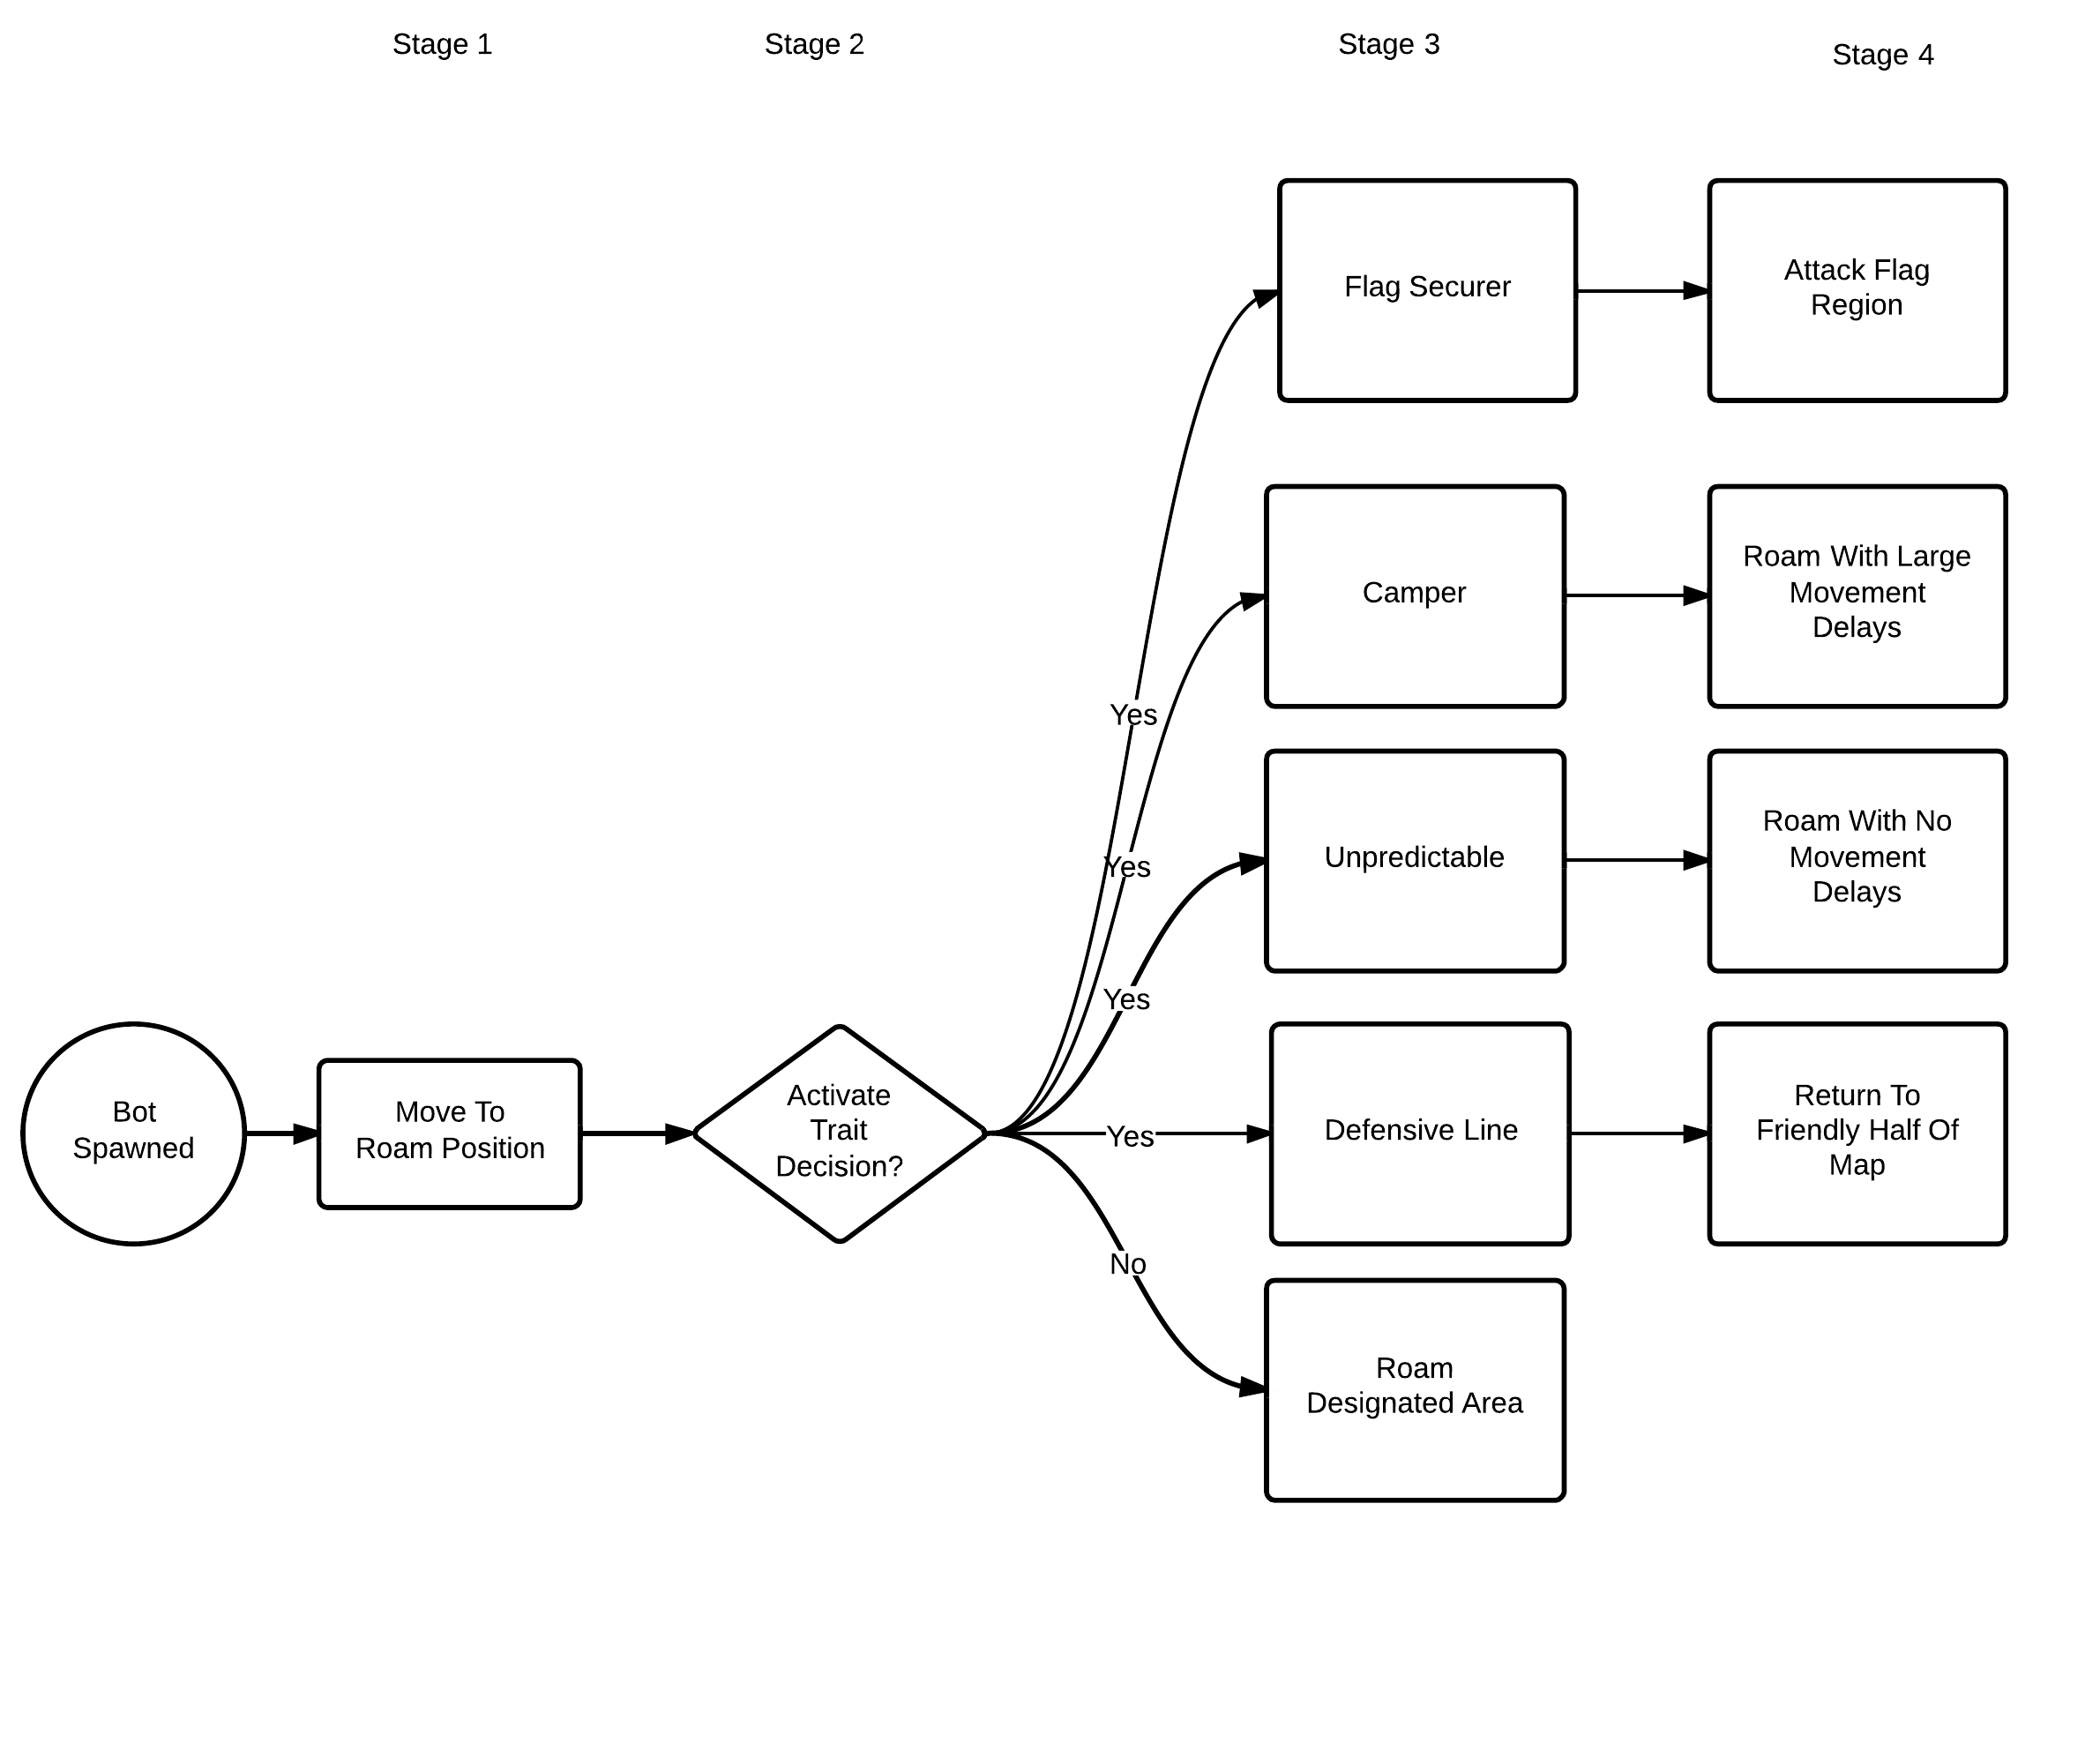 Stage 1
Stage 2
Stage 3
Stage 4
Flag Securer
Attack Flag
Region
Camper
Roam With Large
Movement
Delays
Yes
Yes
Unpredictable
Roam With No
Movement
Delays
Yes
Bot
Spawned
Move To
Roam Position
Activate
Trait
Decision?
Yes
Defensive Line
Return To
Friendly Half Of
Map
No
Roam
Designated Area